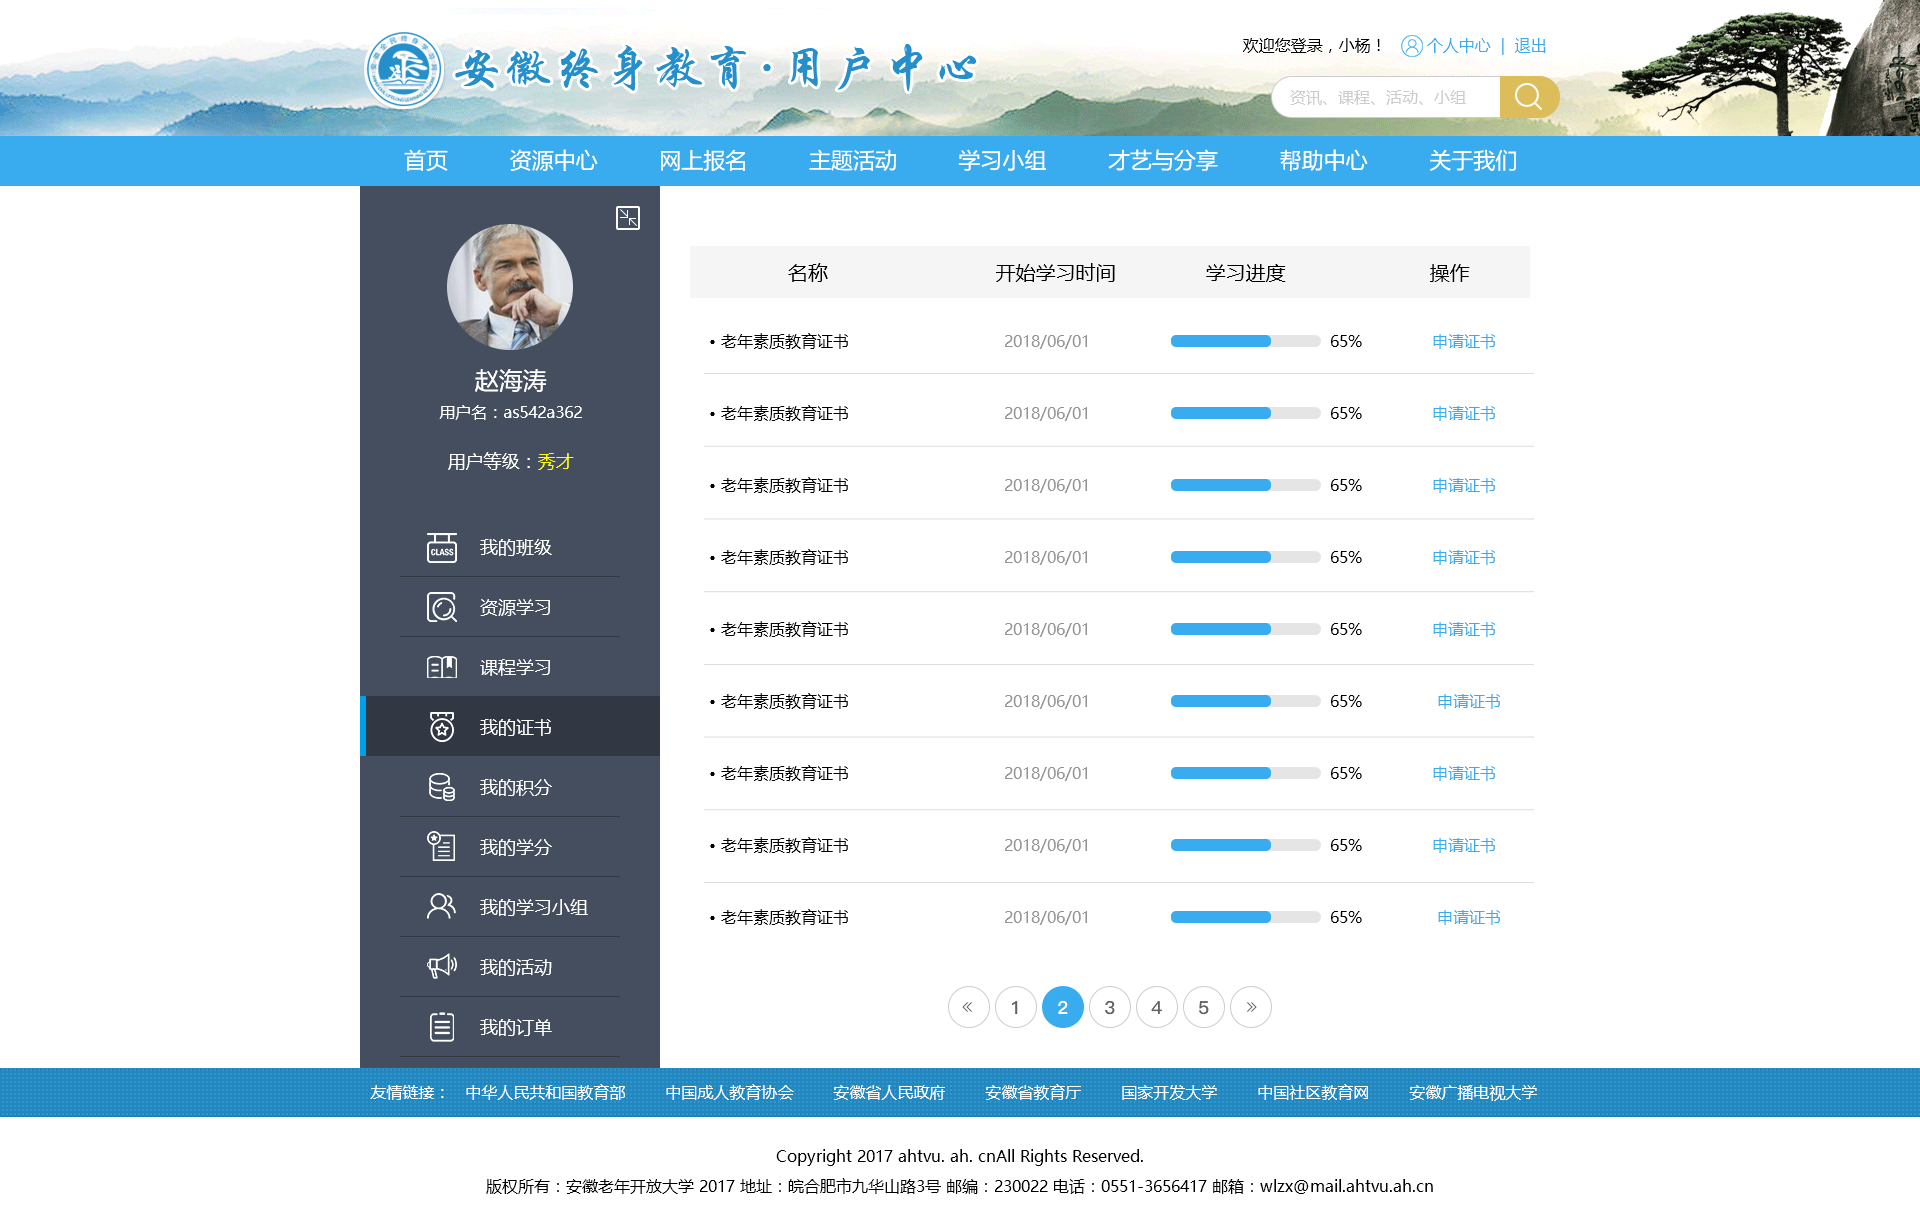 安徽终身教育·用户中心
欢迎您登录，小杨！ 个人中心 | 退出
资讯、课程、活动、小组
首页 资源中心 网上报名 主题活动 学习小组 才艺与分享 帮助中心 关于我们
赵海涛
用户名：as542a362
用户等级：秀才
CLASS 我的班级
资源学习
课程学习
我的证书
我的积分
我的学分
我的学习小组
我的活动
我的订单
名称 开始学习时间 学习进度 操作
• 老年素质教育证书 2018/06/01 65% 申请证书
• 老年素质教育证书 2018/06/01 65% 申请证书
• 老年素质教育证书 2018/06/01 65% 申请证书
• 老年素质教育证书 2018/06/01 65% 申请证书
• 老年素质教育证书 2018/06/01 65% 申请证书
• 老年素质教育证书 2018/06/01 65% 申请证书
• 老年素质教育证书 2018/06/01 65% 申请证书
• 老年素质教育证书 2018/06/01 65% 申请证书
• 老年素质教育证书 2018/06/01 65% 申请证书
« 1 2 3 4 5 »
友情链接： 中华人民共和国教育部 中国成人教育协会 安徽省人民政府 安徽省教育厅 国家开发大学 中国社区教育网 安徽广播电视大学
Copyright 2017 ahtvu. ah. cnAll Rights Reserved.
版权所有：安徽老年开放大学 2017 地址：皖合肥市九华山路3号 邮编：230022 电话：0551-3656417 邮箱：wlzx@mail.ahtvu.ah.cn